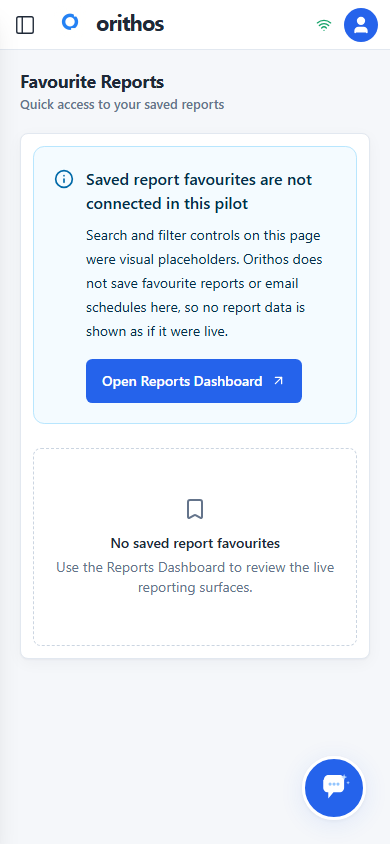 orithos
Favourite Reports
Quick access to your saved reports
Saved report favourites are not
connected in this pilot
Search and filter controls on this page
were visual placeholders. Orithos does
not save favourite reports or email
schedules here, so no report data is
shown as if it were live.
Open Reports Dashboard
No saved report favourites
Use the Reports Dashboard to review the live
reporting surfaces.